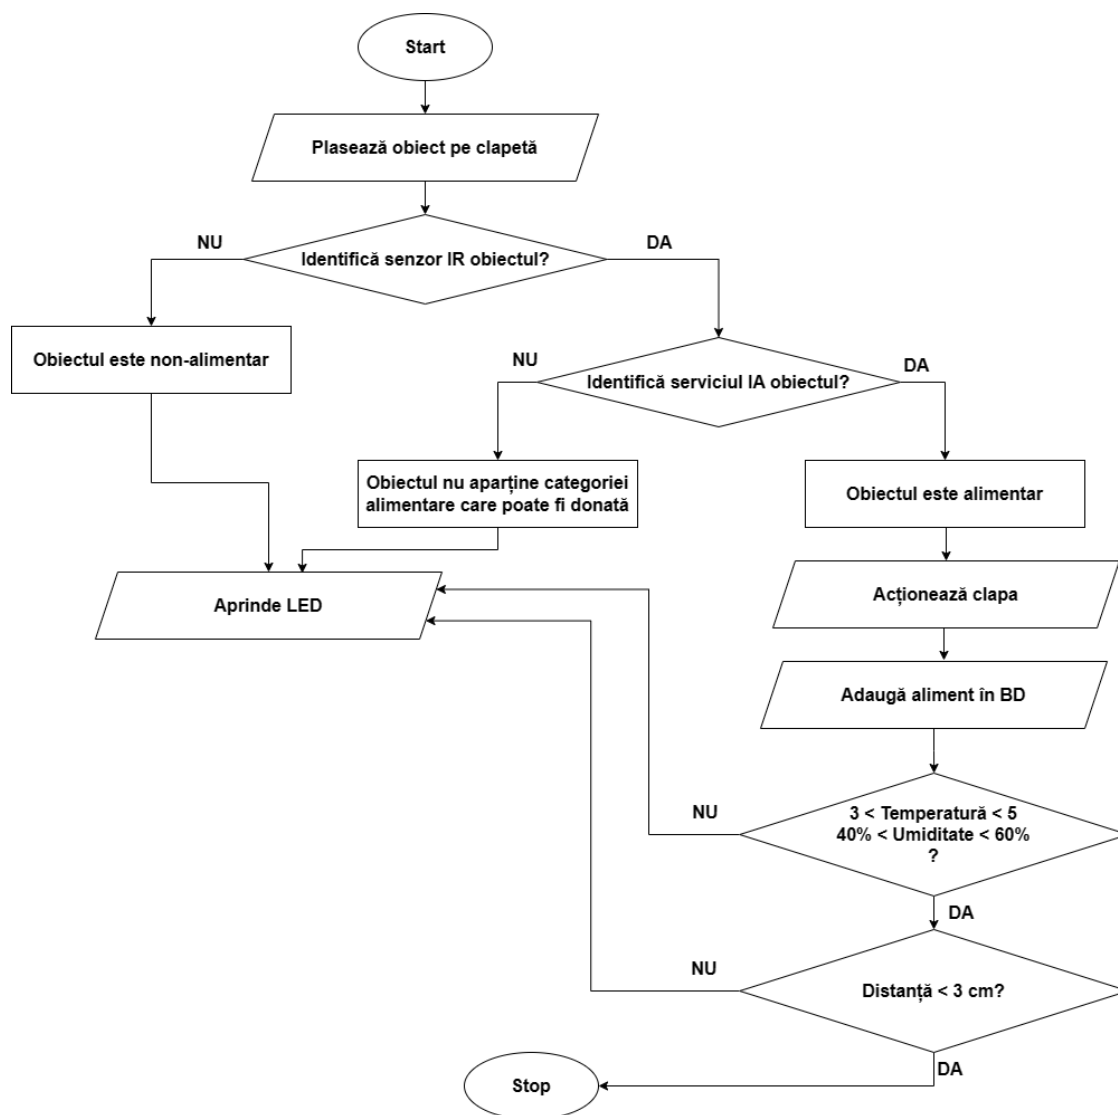 Start
Plasează obiect pe clapetă
NU
DA
Identifică senzor IR obiectul?
Obiectul este non-alimentar
NU
DA
Identifică serviciul IA obiectul?
Obiectul nu aparține categoriei
alimentare care poate fi donată
Obiectul este alimentar
Aprinde LED
Acționează clapa
Adaugă aliment în BD
NU
3 < Temperatură < 5
40% < Umiditate < 60%
?
DA
NU
Distanță < 3 cm?
DA
Stop